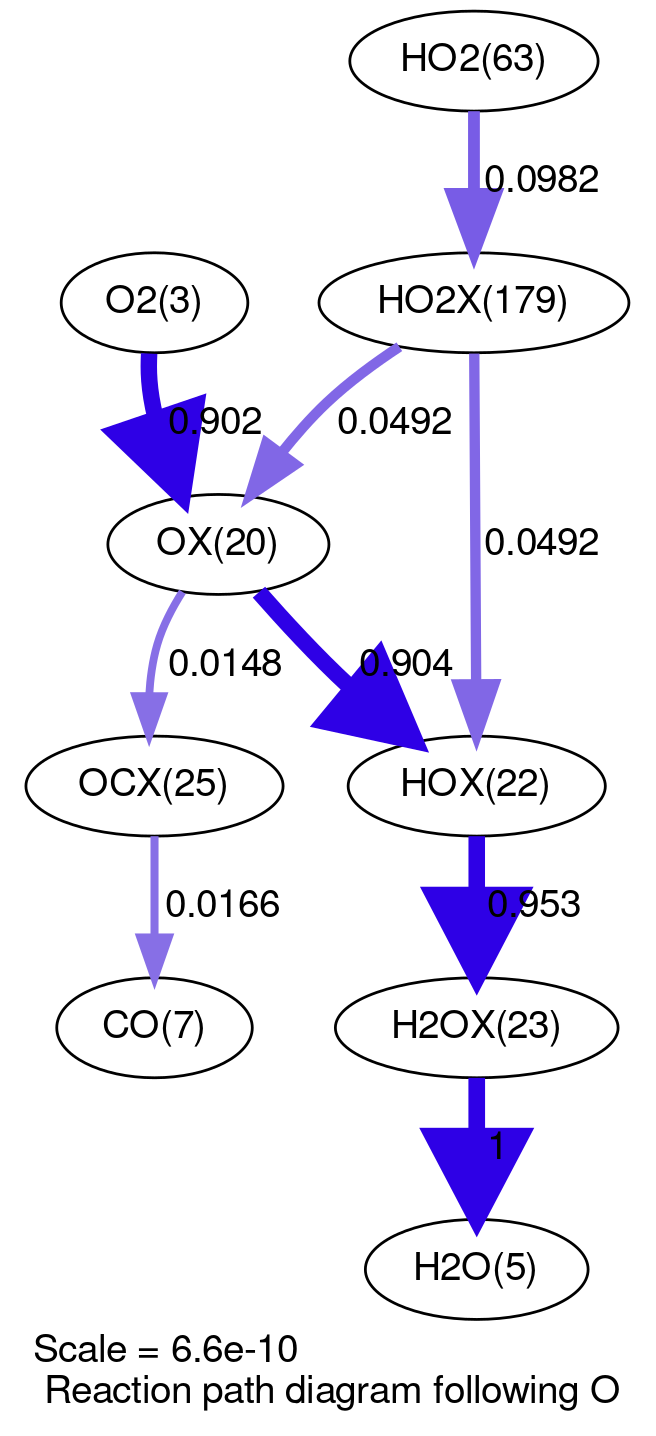 HO2(63)
0.0982
O2(3)
HO2X(179)
0.902
0.0492
OX(20)
0.0492
0.0148
0.904
OCX(25)
HOX(22)
0.0166
0.953
CO(7)
H2OX(23)
1
H2O(5)
Scale = 6.6e-10
Reaction path diagram following O